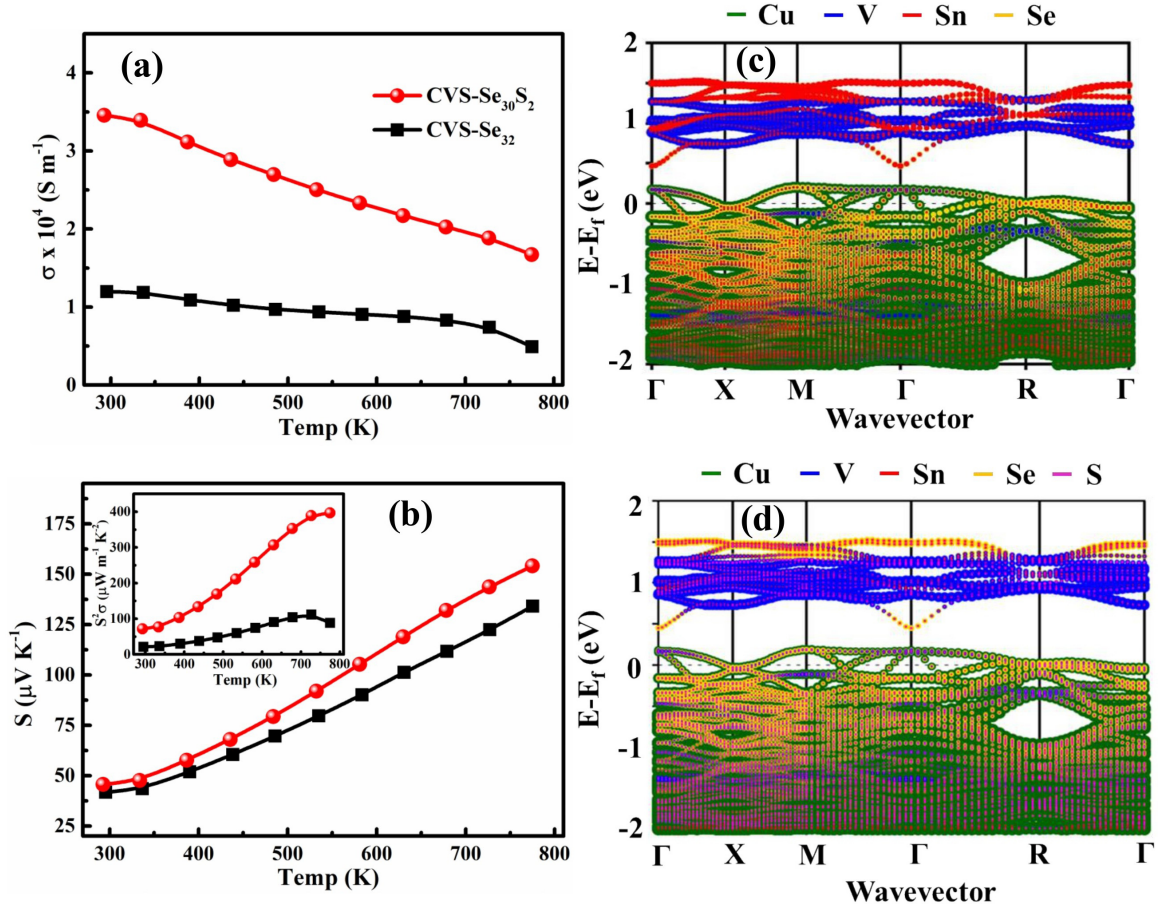 (a)
CVS-Se₃₀S₂
CVS-Se₃₂
σ x 10⁴ (S m⁻¹)
4
3
2
1
0
300 400 500 600 700 800
Temp (K)
Cu V Sn Se
(c)
E-E_f (eV)
2
1
0
-1
-2
Γ X M Γ R Γ
Wavevector
(b)
S (μV K⁻¹)
175
150
125
100
75
50
25
S²σ (μW m⁻¹ K⁻²)
400
300
200
100
0
300 400 500 600 700 800
Temp (K)
300 400 500 600 700 800
Temp (K)
Cu V Sn Se S
(d)
E-E_f (eV)
2
1
0
-1
-2
Γ X M Γ R Γ
Wavevector